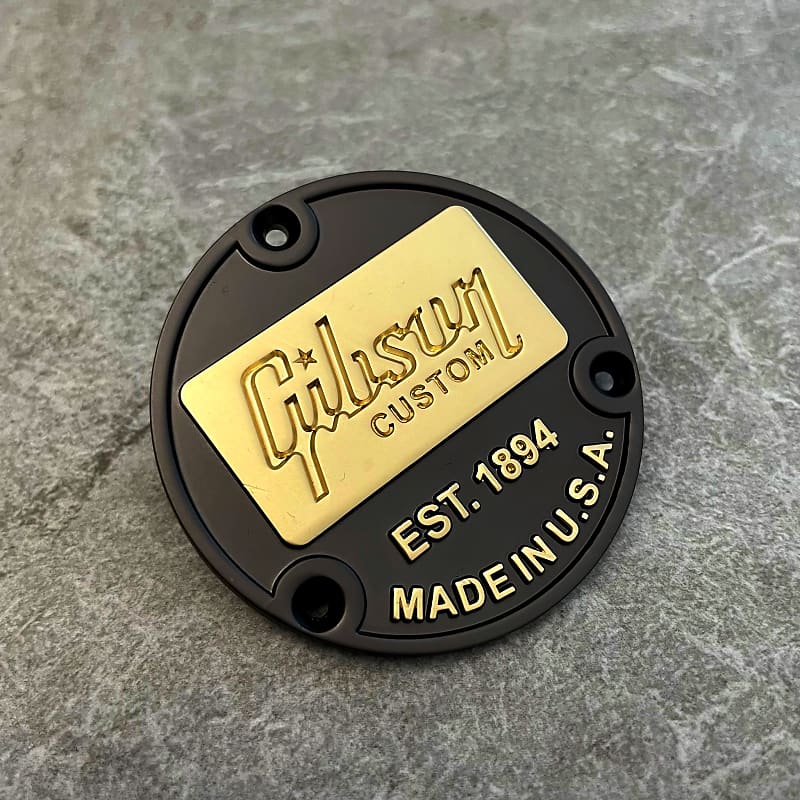 Gibson
CUSTOM
EST. 1894
MADE IN U.S.A.